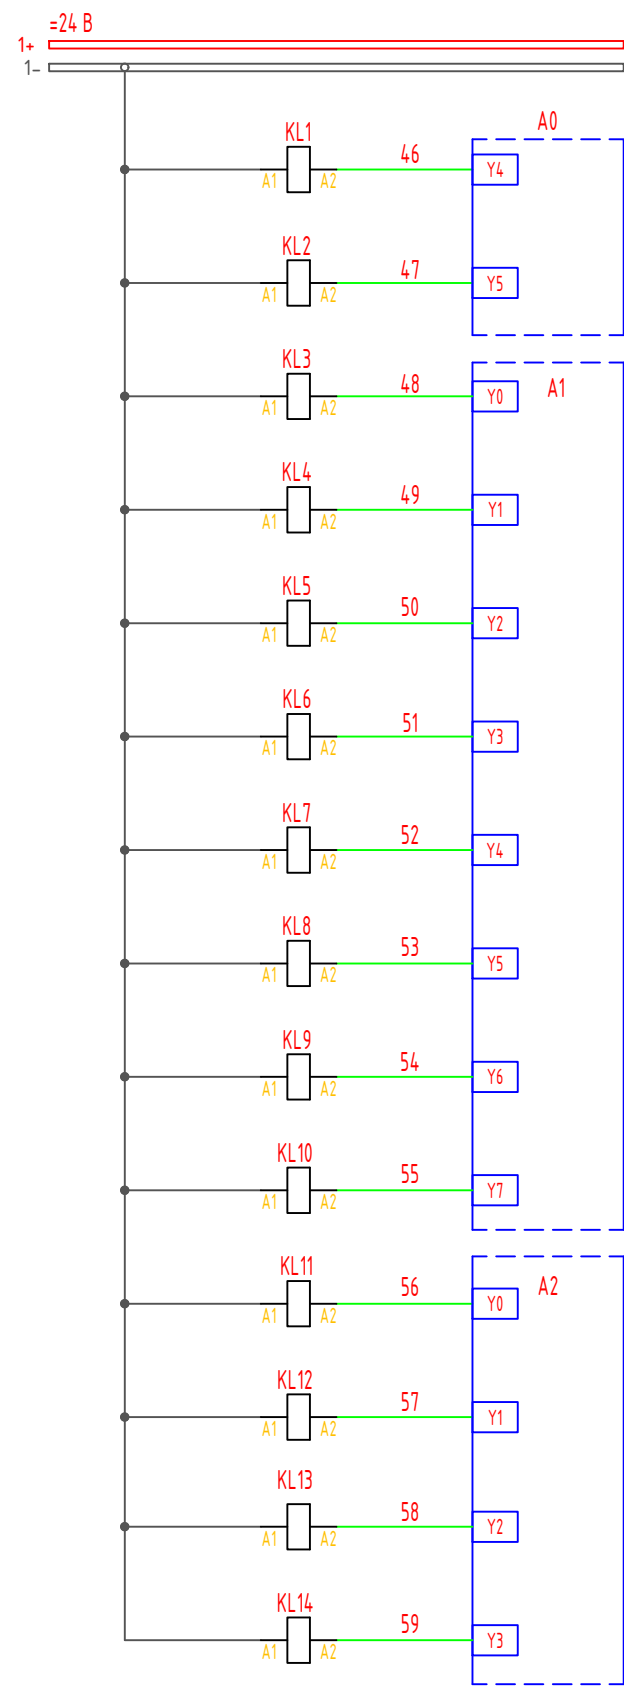 =24 В
1+
1-
A0
KL1
46
A1 A2
Y4
KL2
47
A1 A2
Y5
A1
KL3
48
A1 A2
Y0
KL4
49
A1 A2
Y1
KL5
50
A1 A2
Y2
KL6
51
A1 A2
Y3
KL7
52
A1 A2
Y4
KL8
53
A1 A2
Y5
KL9
54
A1 A2
Y6
KL10
55
A1 A2
Y7
A2
KL11
56
A1 A2
Y0
KL12
57
A1 A2
Y1
KL13
58
A1 A2
Y2
KL14
59
A1 A2
Y3